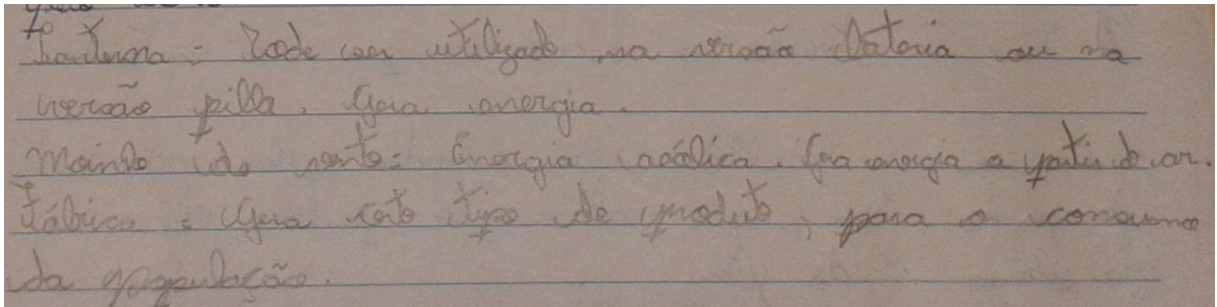 Lanterna = Pode ser utilizado na versão bateria ou na
versão pilha. Gera energia.
Moinho de vento = Energia eólica. Gera energia a partir do ar.
Fábrica = Gera certo tipo de produto, para o consumo
da população.